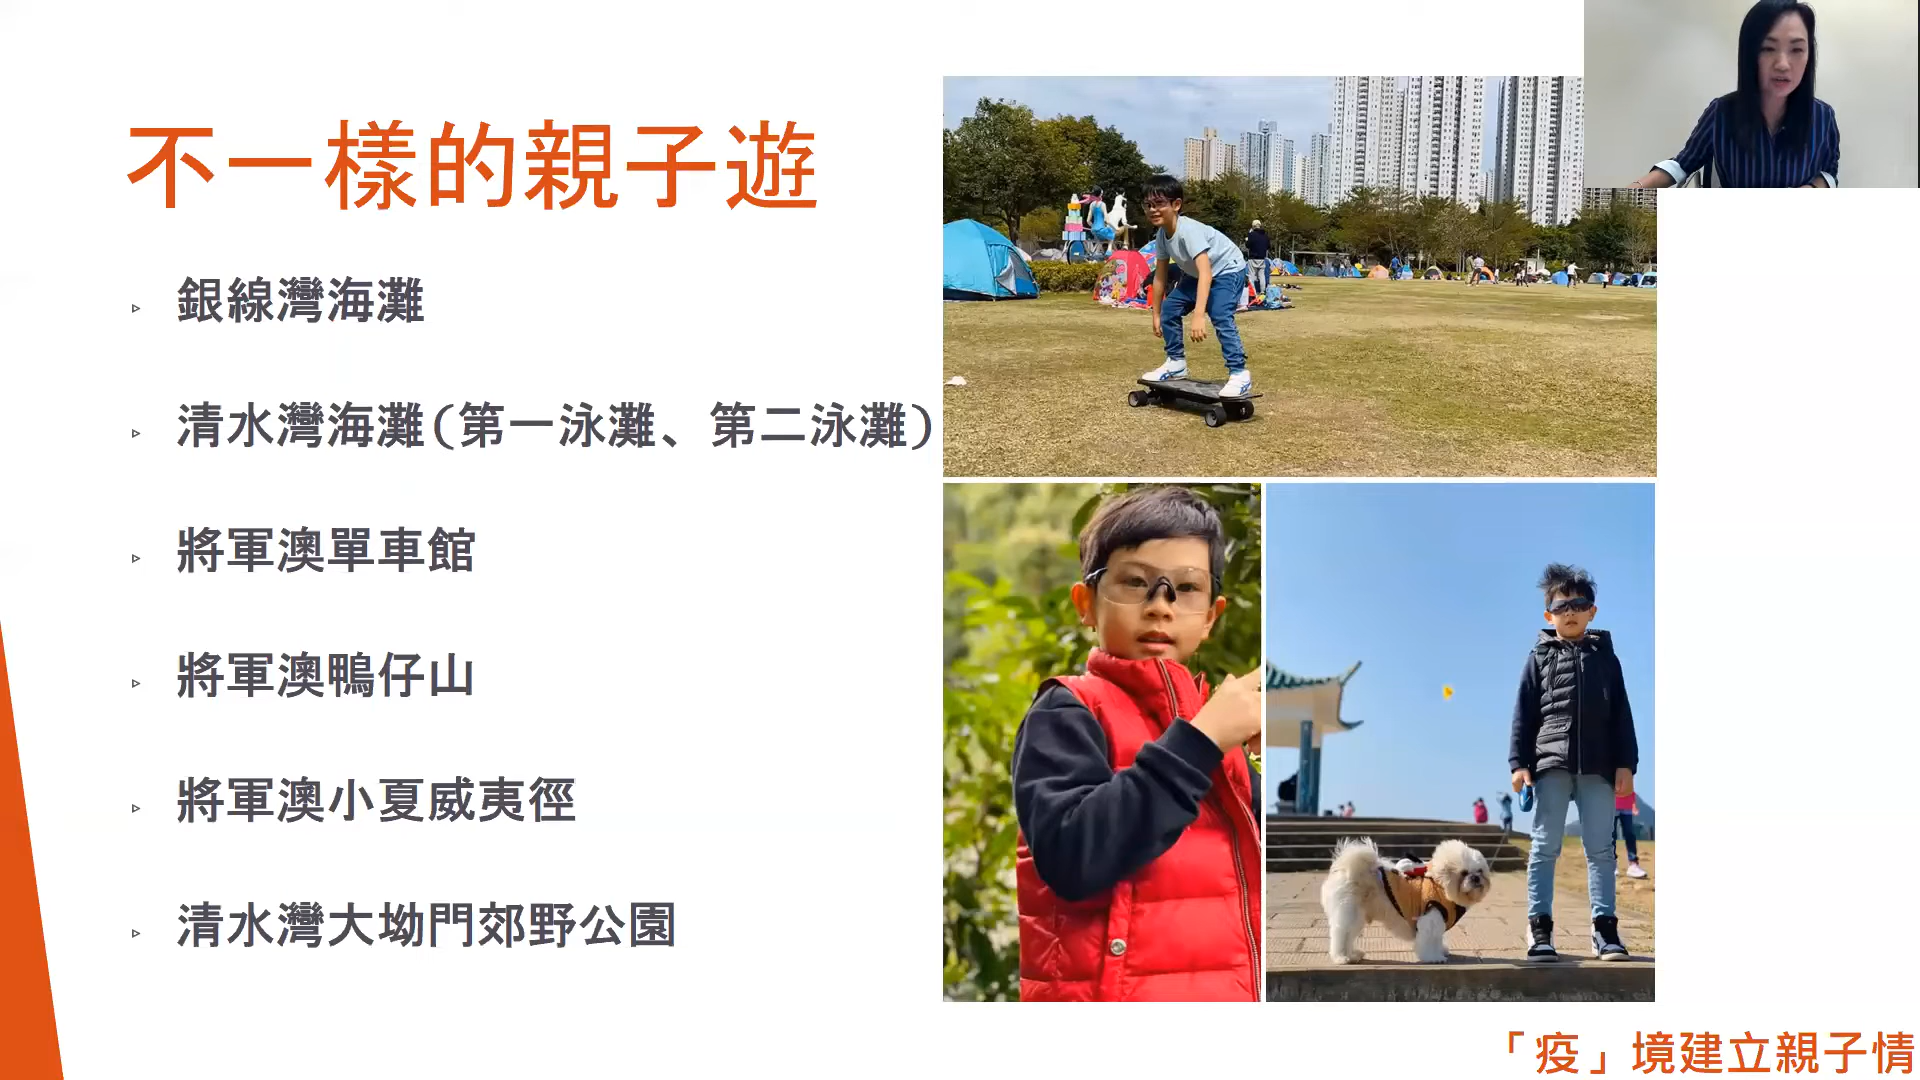 不一樣的親子遊
銀線灣海灘
清水灣海灘(第一泳灘、第二泳灘)
將軍澳單車館
將軍澳鴨仔山
將軍澳小夏威夷徑
清水灣大坳門郊野公園
「疫」境建立親子情